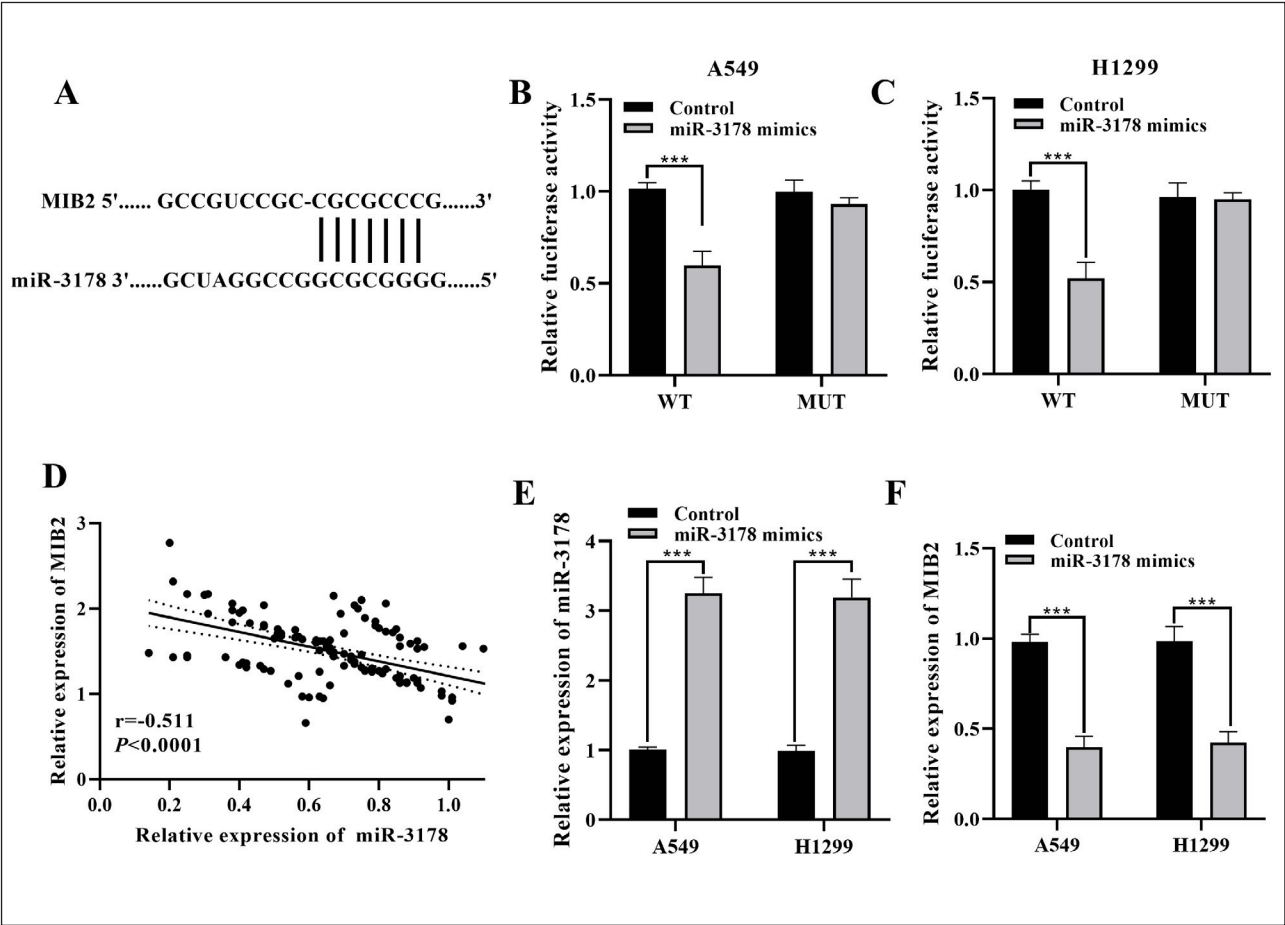 A
MIB2 5'...... GCCGUCCGC-CGCGCCCG......3'
miR-3178 3'......GCUAGGCCGGCGCGGGG......5'
B
A549
Relative fuciferase activity
1.5
1.0
0.5
0.0
Control
miR-3178 mimics
***
WT
MUT
C
H1299
Relative fuciferase activity
1.5
1.0
0.5
0.0
Control
miR-3178 mimics
***
WT
MUT
D
Relative expression of MIB2
3
2
1
0
r=-0.511
P<0.0001
0.0 0.2 0.4 0.6 0.8 1.0
Relative expression of miR-3178
E
Relative expression of miR-3178
Control
miR-3178 mimics
4
3
2
1
0
***
***
A549
H1299
F
Relative expression of MIB2
Control
miR-3178 mimics
1.5
1.0
0.5
0.0
***
***
A549
H1299